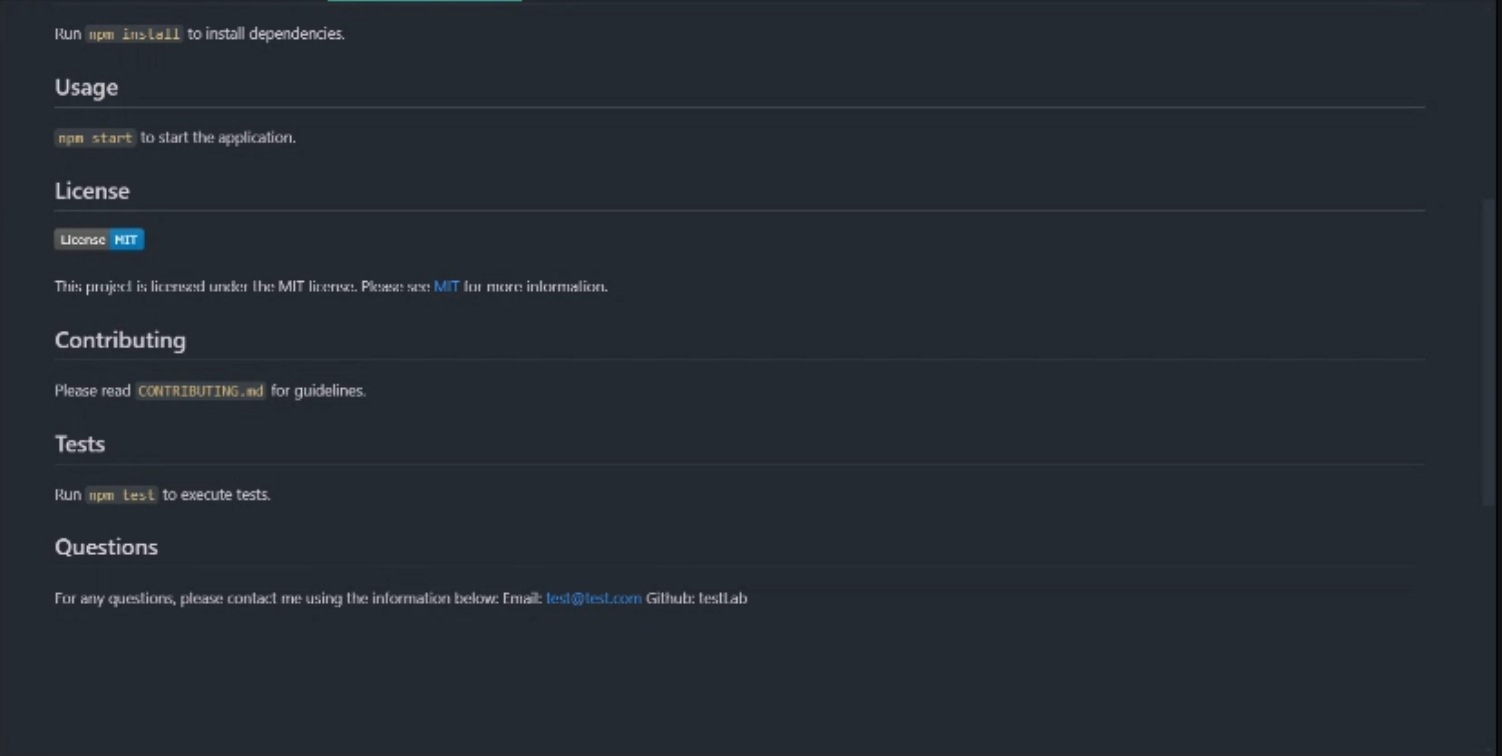 Run npm install to install dependencies.
Usage
npm start to start the application.
License
License MIT
This project is licensed under the MIT license. Please see MIT for more information.
Contributing
Please read CONTRIBUTING.md for guidelines.
Tests
Run npm test to execute tests.
Questions
For any questions, please contact me using the information below: Email: test@test.com Github: testLab